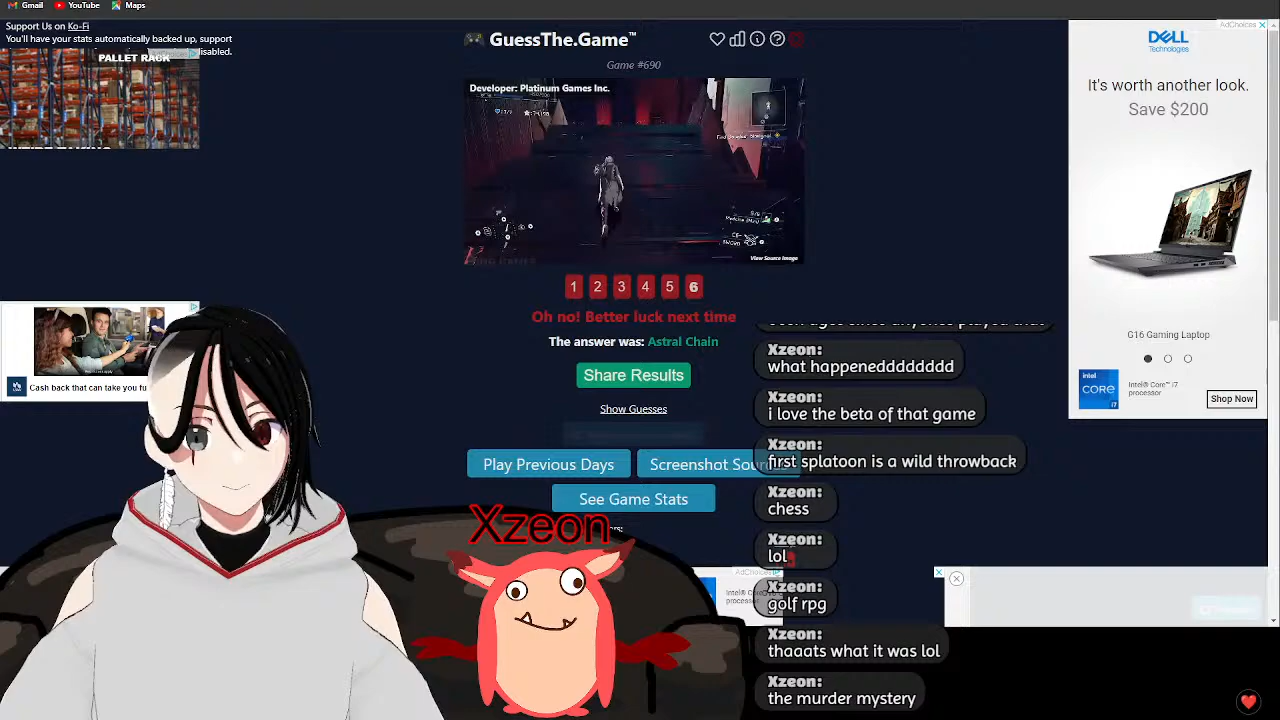 Gmail
YouTube
Maps
Support Us on Ko-Fi
You'll have your stats automatically backed up, support
isabled.
PALLET RACK
GuessThe.Game™
Game #690
Developer: Platinum Games Inc.
View Source Image
1 2 3 4 5 6
Oh no! Better luck next time
The answer was: Astral Chain
Share Results
Show Guesses
Play Previous Days
Screenshot Sou
See Game Stats
Cash back that can take you fu
AdChoices
DELL
Technologies
It's worth another look.
Save $200
G16 Gaming Laptop
intel
CORE
Intel® Core™ i7
processor
Shop Now
Xzeon:
what happenedddddddd
Xzeon:
i love the beta of that game
Xzeon:
first splatoon is a wild throwback
Xzeon:
chess
Xzeon:
lol
Xzeon:
golf rpg
Xzeon:
thaaats what it was lol
Xzeon:
the murder mystery
Xzeon
AdChoices
Intel® Co
processor